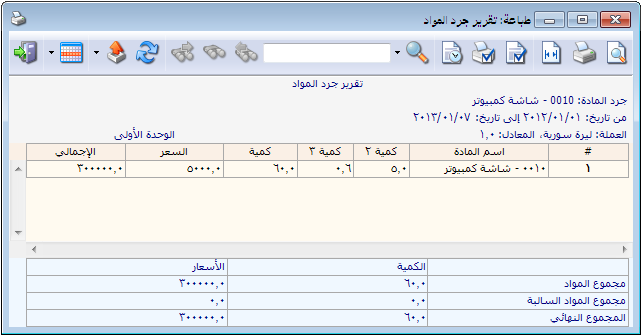 طباعة: تقرير جرد المواد
تقرير جرد المواد
جرد المادة: 0010 - شاشة كمبيوتر
من تاريخ: ٢٠١٢/٠١/٠١ إلى تاريخ: ٢٠١٣/٠١/٠٧
العملة: ليرة سورية، المعادل: ١,٠ الوحدة الأولى
# اسم المادة كمية ٢ كمية ٣ كمية السعر الإجمالي
١ ٠٠١٠ - شاشة كمبيوتر ٥,٠ ٠,٦ ٦٠,٠ ٥٠٠٠,٠ ٣٠٠٠٠٠,٠
الكمية الأسعار
مجموع المواد ٦٠,٠ ٣٠٠٠٠٠,٠
مجموع المواد السالبة ٠,٠ ٠,٠
المجموع النهائي ٦٠,٠ ٣٠٠٠٠٠,٠